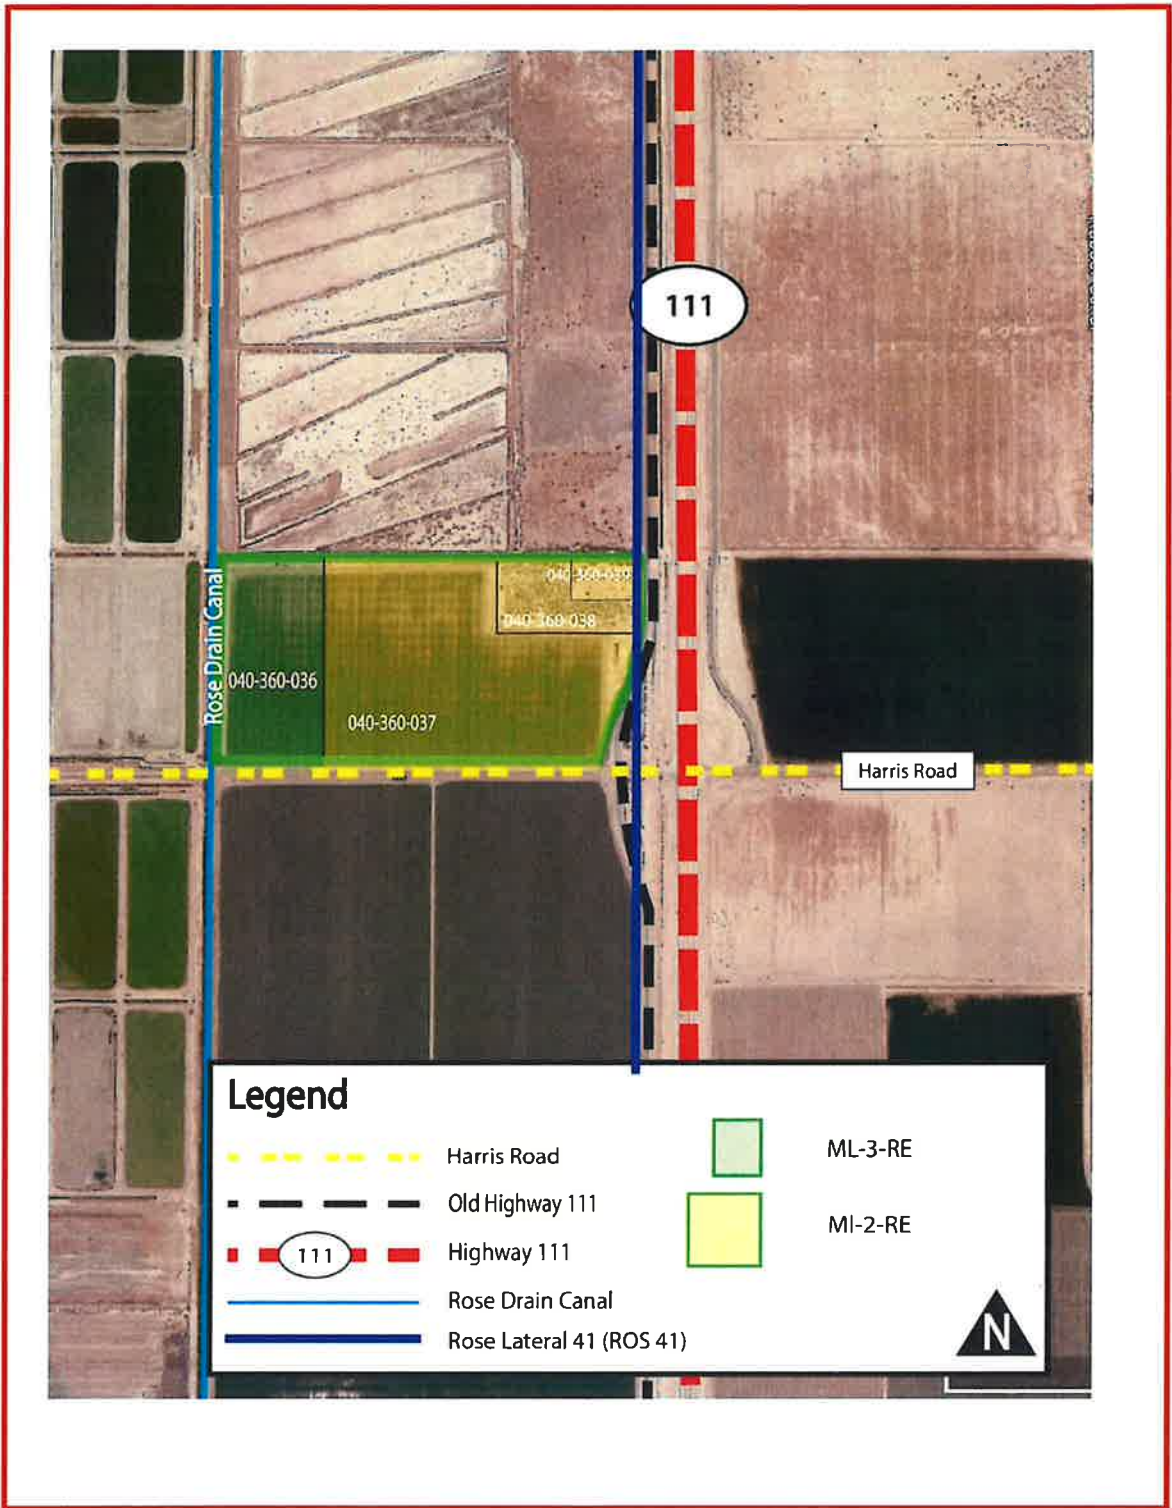 111
Rose Drain Canal
040-360-039
040-360-038
040-360-036
040-360-037
Harris Road
Legend
Harris Road
Old Highway 111
111
Highway 111
Rose Drain Canal
Rose Lateral 41 (ROS 41)
ML-3-RE
MI-2-RE
N